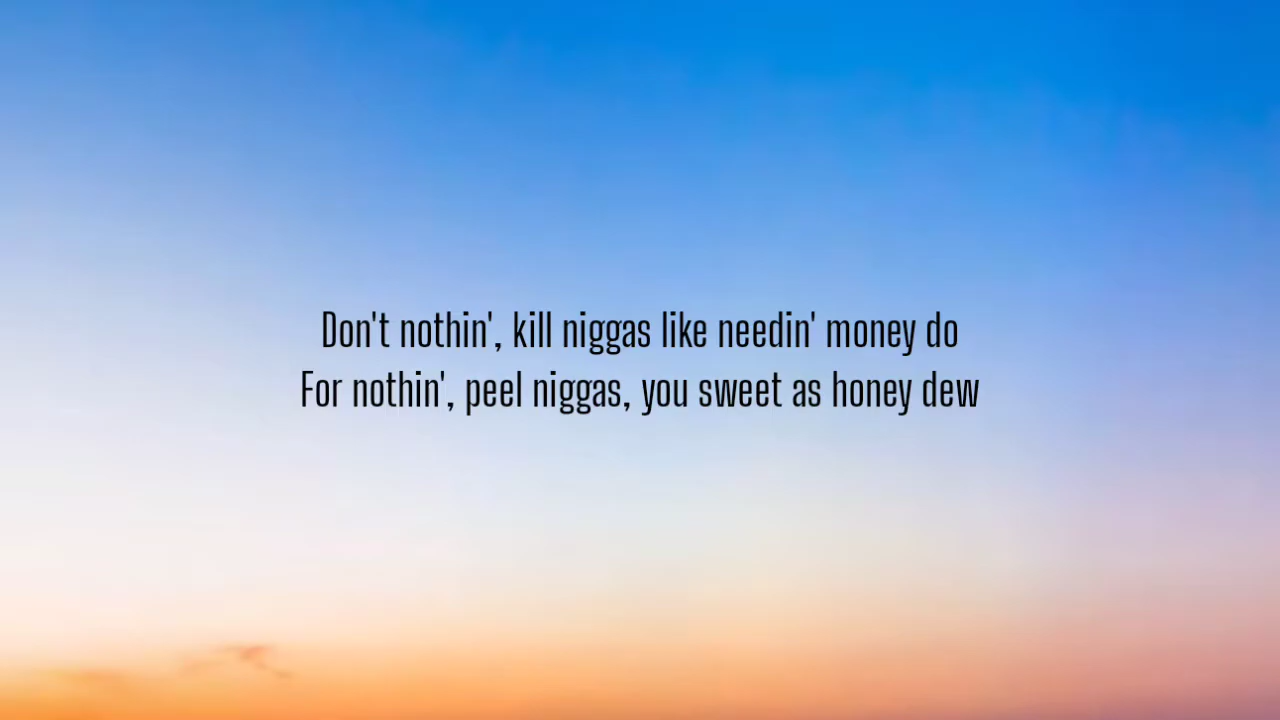 Don't nothin', kill niggas like needin' money do
For nothin', peel niggas, you sweet as honey dew